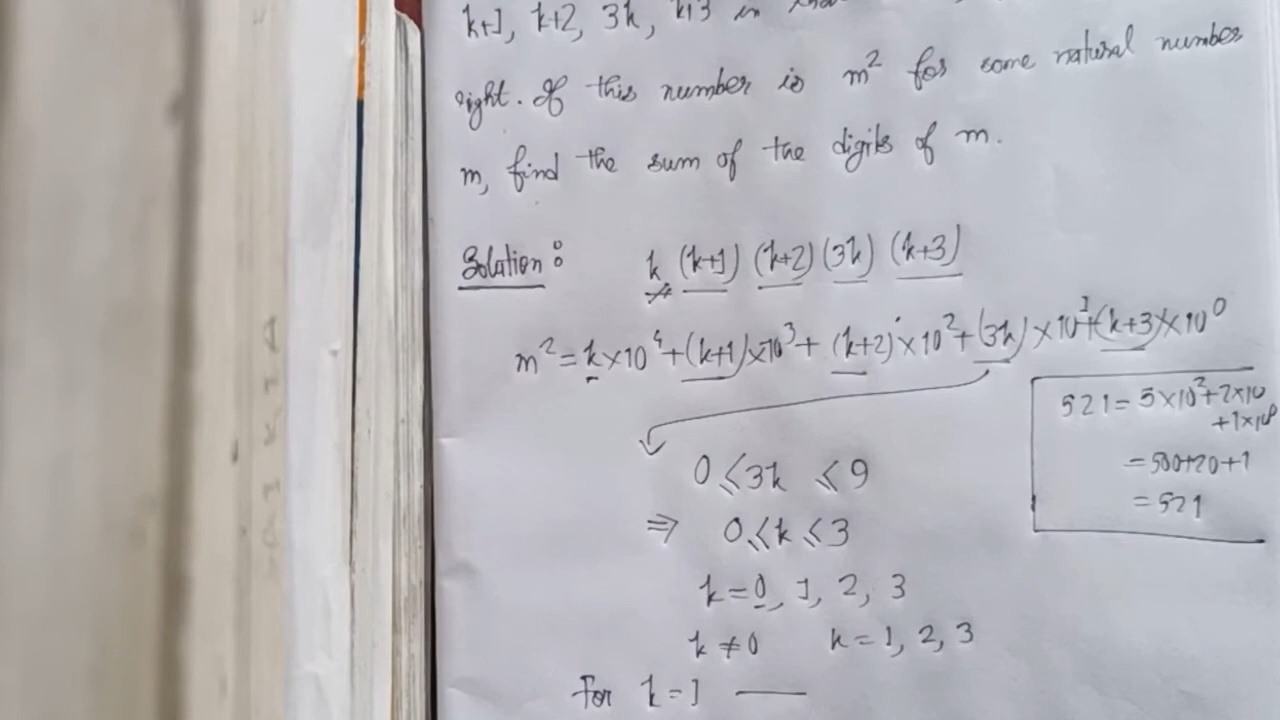 k+1, k+2, 3k, k+3 in
right. If this number is m² for some natural number
m, find the sum of the digits of m.
Solution: k (k+1) (k+2) (3k) (k+3)
m² = k×10⁴+(k+1)×10³+ (k+2)×10²+(3k)×10¹+(k+3)×10⁰
521 = 5×10²+2×10
+1×10⁰
= 500+20+1
= 521
0 ≤ 3k ≤ 9
⇒ 0 ≤ k ≤ 3
k = 0, 1, 2, 3
k ≠ 0 k = 1, 2, 3
For k = 1 —